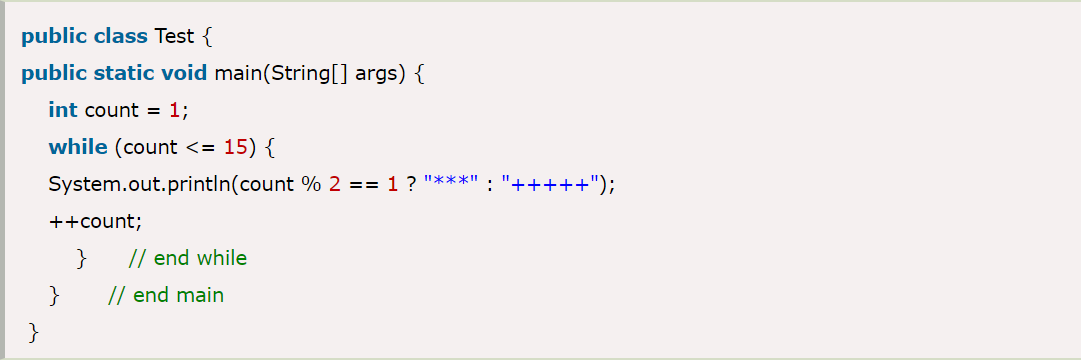 public class Test {
public static void main(String[] args) {
int count = 1;
while (count <= 15) {
System.out.println(count % 2 == 1 ? "***" : "+++++");
++count;
} // end while
} // end main
}